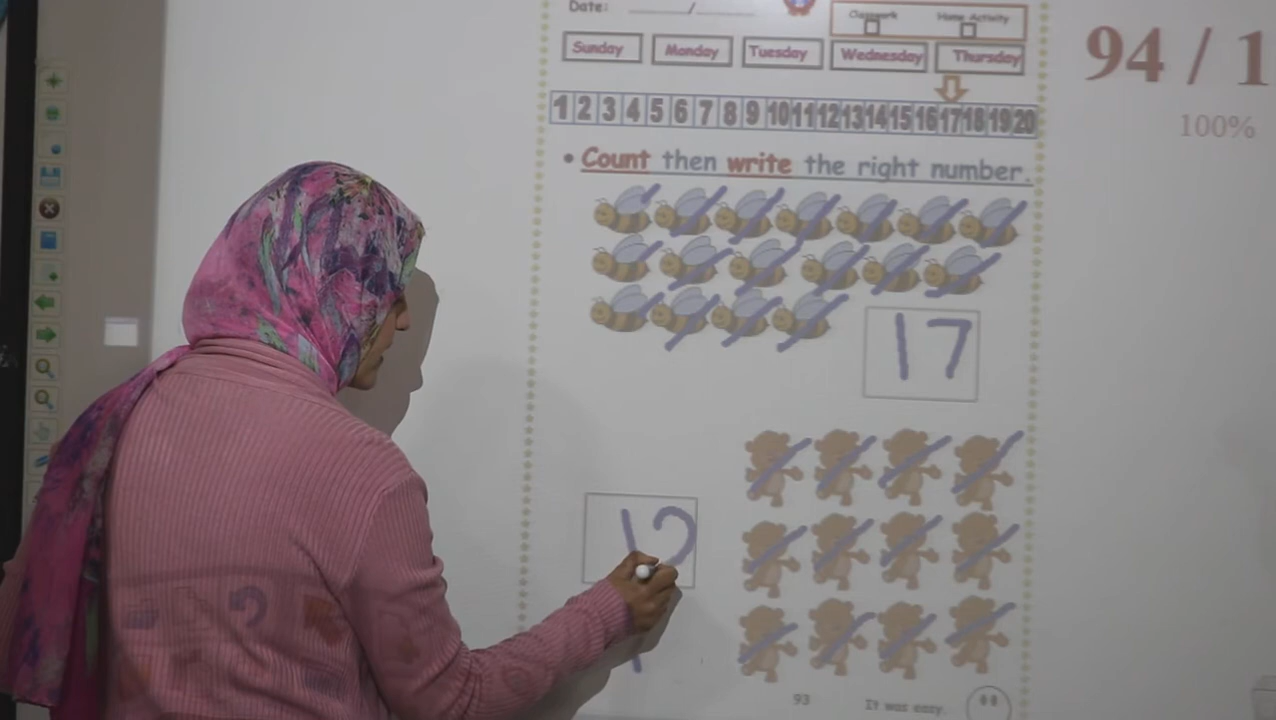 Date: ______/______
Classwork Home Activity
Sunday Monday Tuesday Wednesday Thursday
1 2 3 4 5 6 7 8 9 10 11 12 13 14 15 16 17 18 19 20
• Count then write the right number.
17
12
93 It was easy.
94 / 1
100%